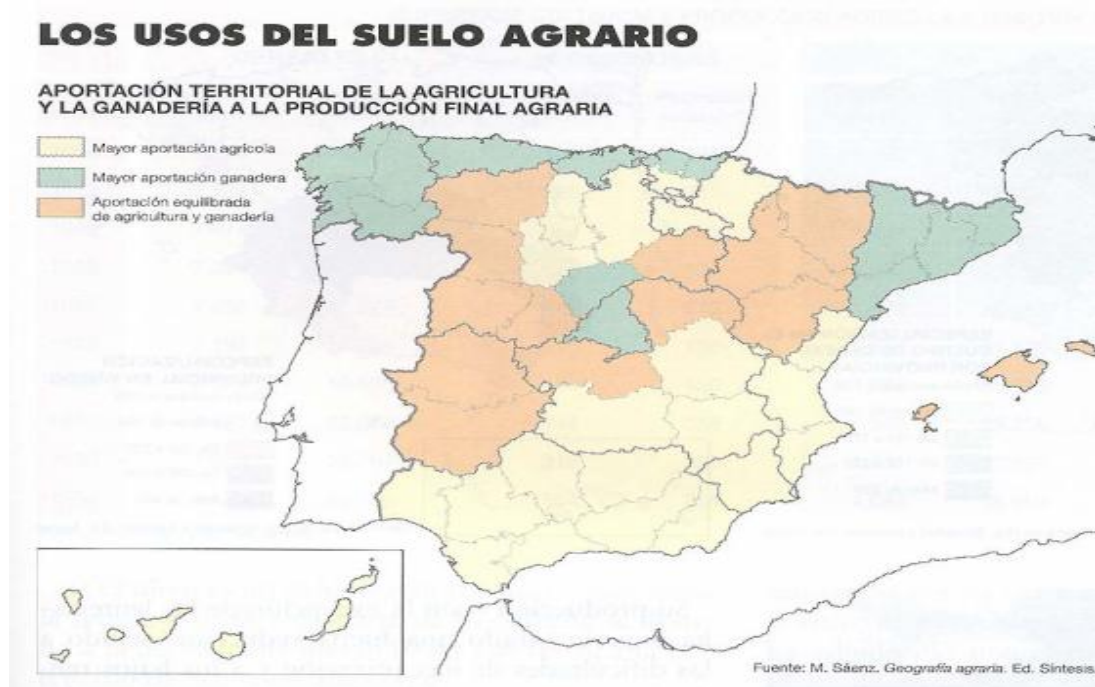 LOS USOS DEL SUELO AGRARIO
APORTACIÓN TERRITORIAL DE LA AGRICULTURA
Y LA GANADERÍA A LA PRODUCCIÓN FINAL AGRARIA
Mayor aportación agrícola
Mayor aportación ganadera
Aportación equilibrada
de agricultura y ganadería
Fuente: M. Sáenz. Geografía agraria. Ed. Síntesis